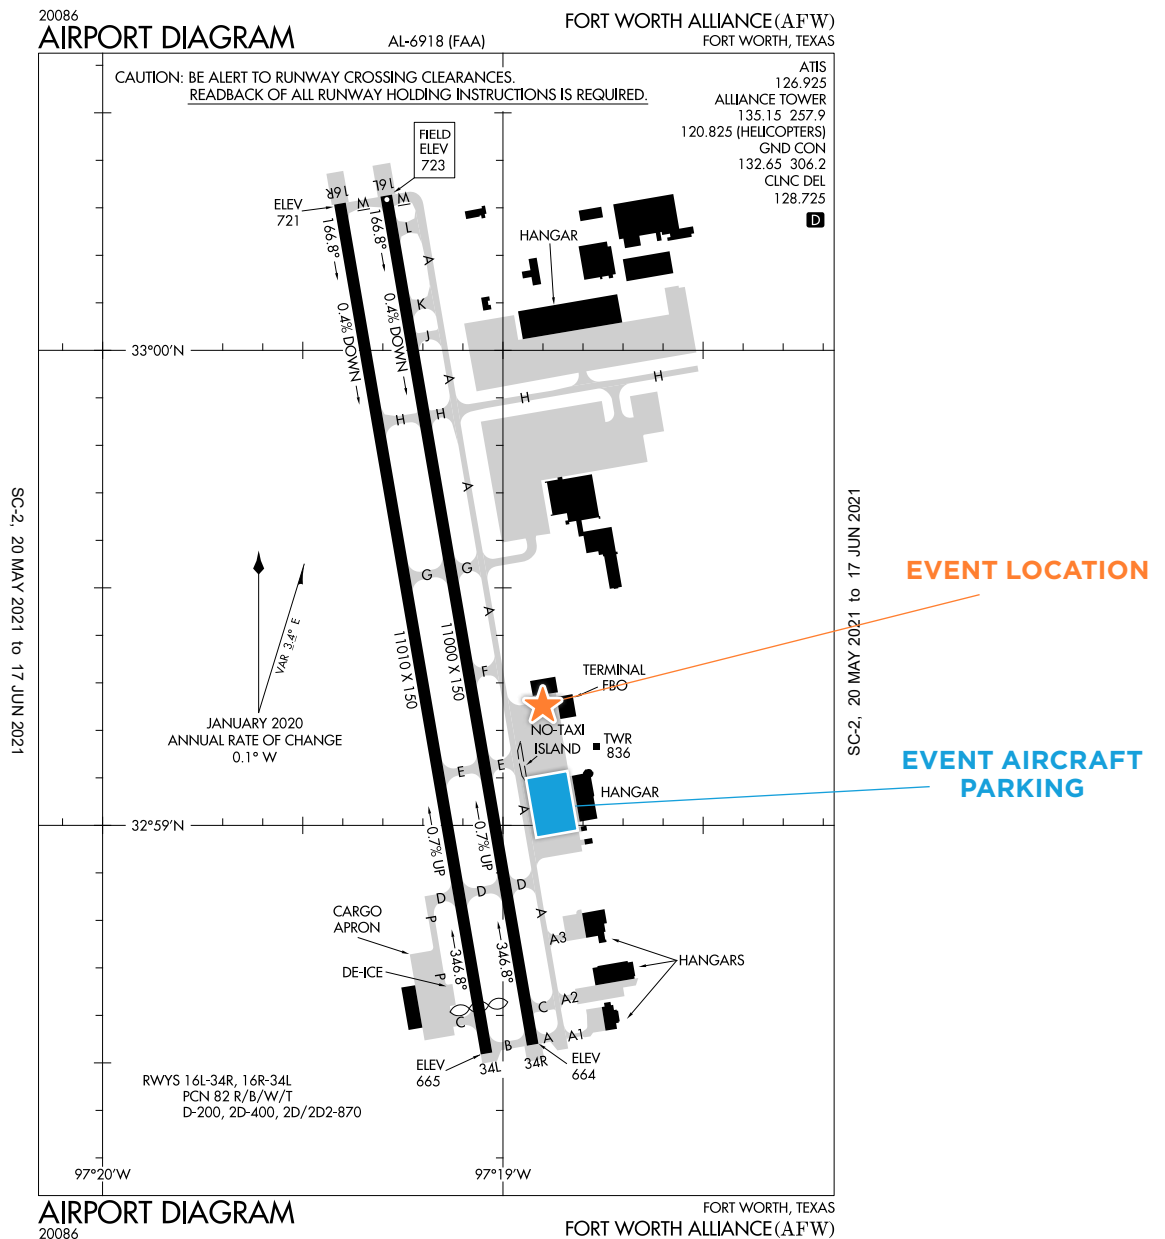 20086
AIRPORT DIAGRAM
AL-6918 (FAA)
FORT WORTH ALLIANCE (AFW)
FORT WORTH, TEXAS
CAUTION: BE ALERT TO RUNWAY CROSSING CLEARANCES.
READBACK OF ALL RUNWAY HOLDING INSTRUCTIONS IS REQUIRED.
ATIS
126.925
ALLIANCE TOWER
135.15 257.9
120.825 (HELICOPTERS)
GND CON
132.65 306.2
CLNC DEL
128.725
D
FIELD
ELEV
723
16R
16L
ELEV
721
M
M
166.8°
166.8°
L
A
HANGAR
K
J
0.4% DOWN
0.4% DOWN
33°00'N
A
H
H
H
H
A
G
G
A
VAR 3.4° E
11010 X 150
11000 X 150
F
JANUARY 2020
ANNUAL RATE OF CHANGE
0.1° W
TERMINAL
FBO
NO-TAXI
ISLAND
TWR
836
E
E
HANGAR
A
EVENT LOCATION
EVENT AIRCRAFT
PARKING
32°59'N
0.7% UP
0.7% UP
D
D
D
P
A
CARGO
APRON
A3
346.8°
346.8°
DE-ICE
P
HANGARS
C
C
A2
B
A
A1
ELEV
665
34L
34R
ELEV
664
RWYS 16L-34R, 16R-34L
PCN 82 R/B/W/T
D-200, 2D-400, 2D/2D2-870
97°20'W
97°19'W
SC-2, 20 MAY 2021 to 17 JUN 2021
SC-2, 20 MAY 2021 to 17 JUN 2021
AIRPORT DIAGRAM
20086
FORT WORTH, TEXAS
FORT WORTH ALLIANCE (AFW)